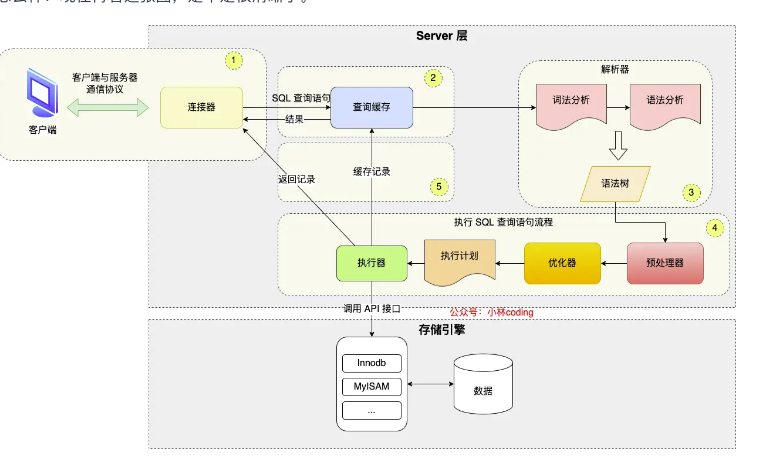 Server 层
1
客户端与服务器
通信协议
客户端
连接器
SQL 查询语句
结果
2
查询缓存
解析器
词法分析
语法分析
语法树
3
返回记录
缓存记录
5
执行 SQL 查询语句流程
4
执行器
执行计划
优化器
预处理器
调用 API 接口
公众号：小林coding
存储引擎
Innodb
MyISAM
...
数据